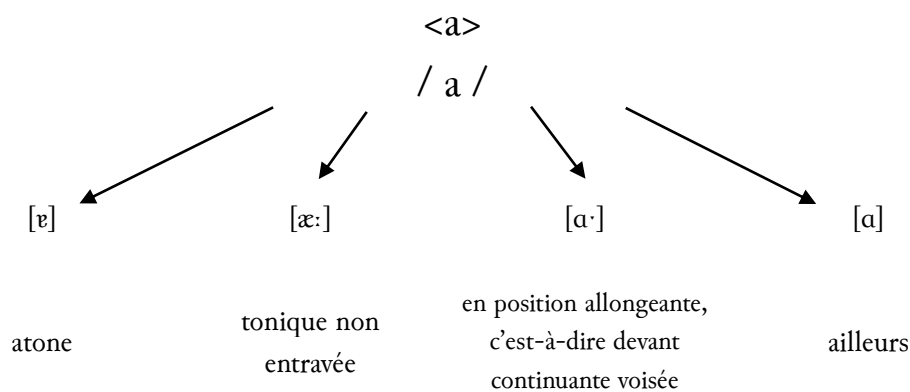 <a>
/ a /
[ɐ] [æː] [ɑˑ] [ɑ]
atone
tonique non
entravée
en position allongeante,
c’est-à-dire devant
continuante voisée
ailleurs